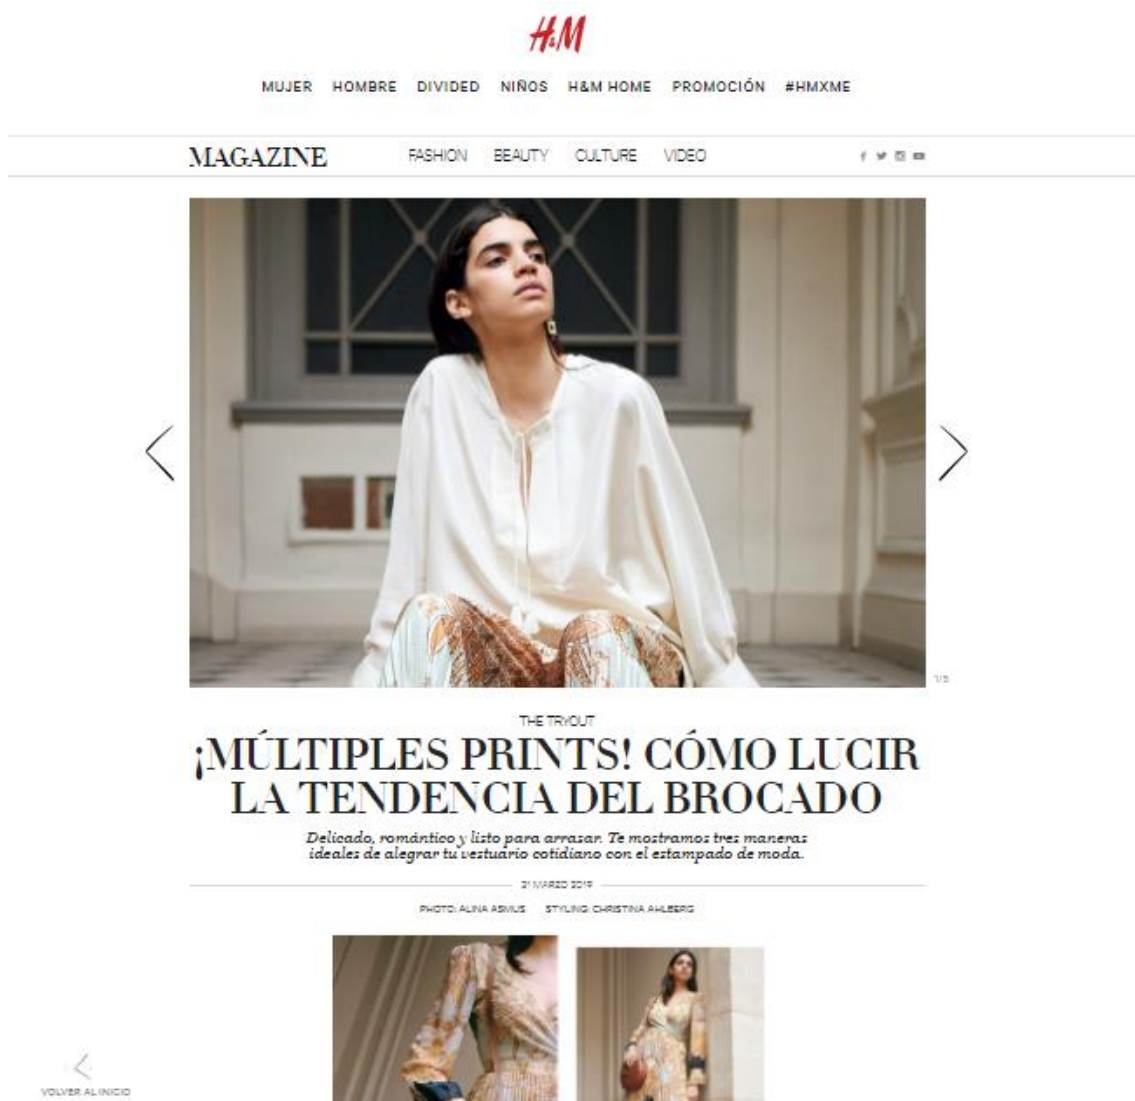 H&M
MUJER HOMBRE DIVIDED NIÑOS H&M HOME PROMOCIÓN #HMXME
MAGAZINE FASHION BEAUTY CULTURE VIDEO
1/5
THE TRYOUT
¡MÚLTIPLES PRINTS! CÓMO LUCIR
LA TENDENCIA DEL BROCADO
Delicado, romántico y listo para arrasar. Te mostramos tres maneras
ideales de alegrar tu vestuario cotidiano con el estampado de moda.
21 MARZO 2019
PHOTO: ALINA ASMUS STYLING: CHRISTINA AHLBERG
VOLVER AL INICIO